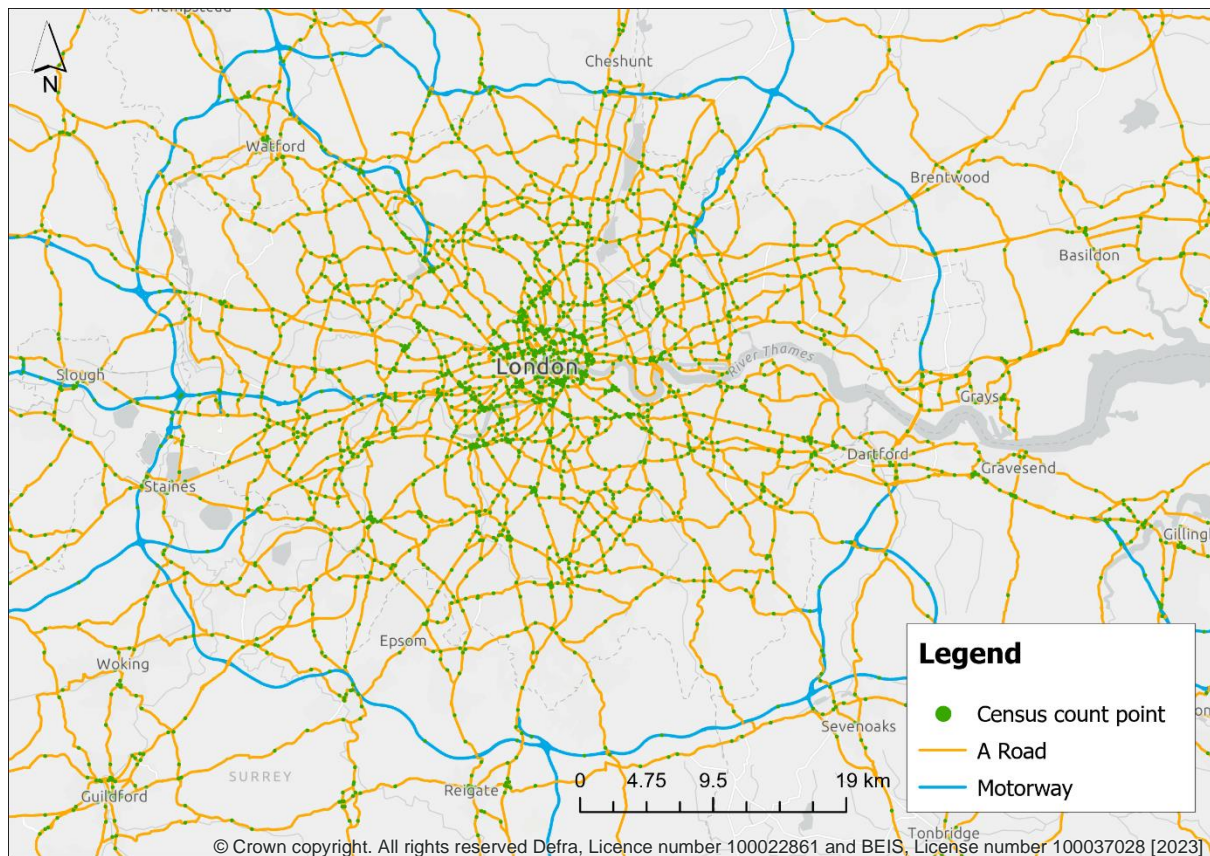 Hempstead
N
Cheshunt
Watford
Brentwood
Basildon
London
River Thames
Slough
Grays
Dartford
Gravesend
Staines
Gilling
Epsom
Woking
Legend
Census count point
A Road
Motorway
Sevenoaks
on
SURREY
Reigate
Guildford
0 4.75 9.5 19 km
Tonbridge
© Crown copyright. All rights reserved Defra, Licence number 100022861 and BEIS, License number 100037028 [2023]